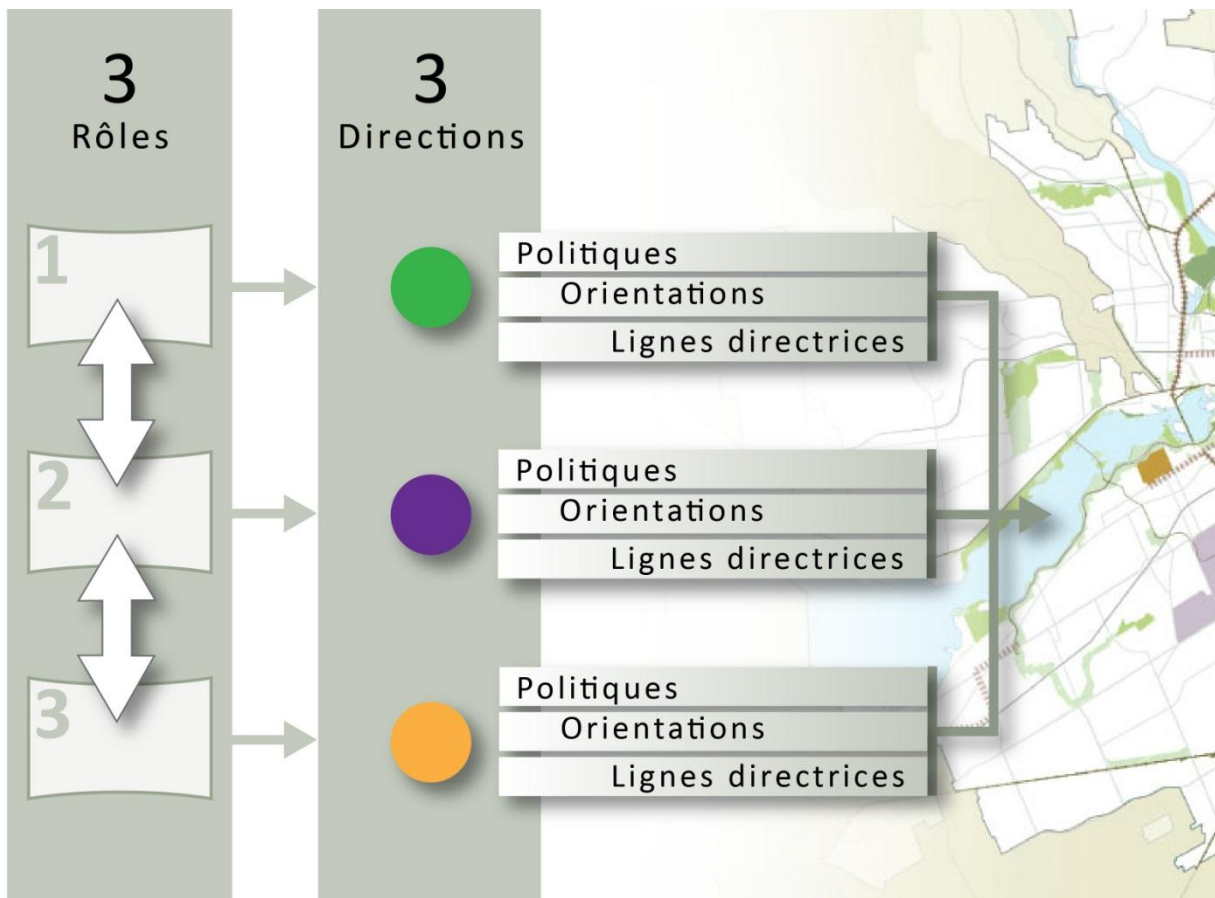 3
Rôles
3
Directions
1
Politiques
Orientations
Lignes directrices
2
Politiques
Orientations
Lignes directrices
3
Politiques
Orientations
Lignes directrices